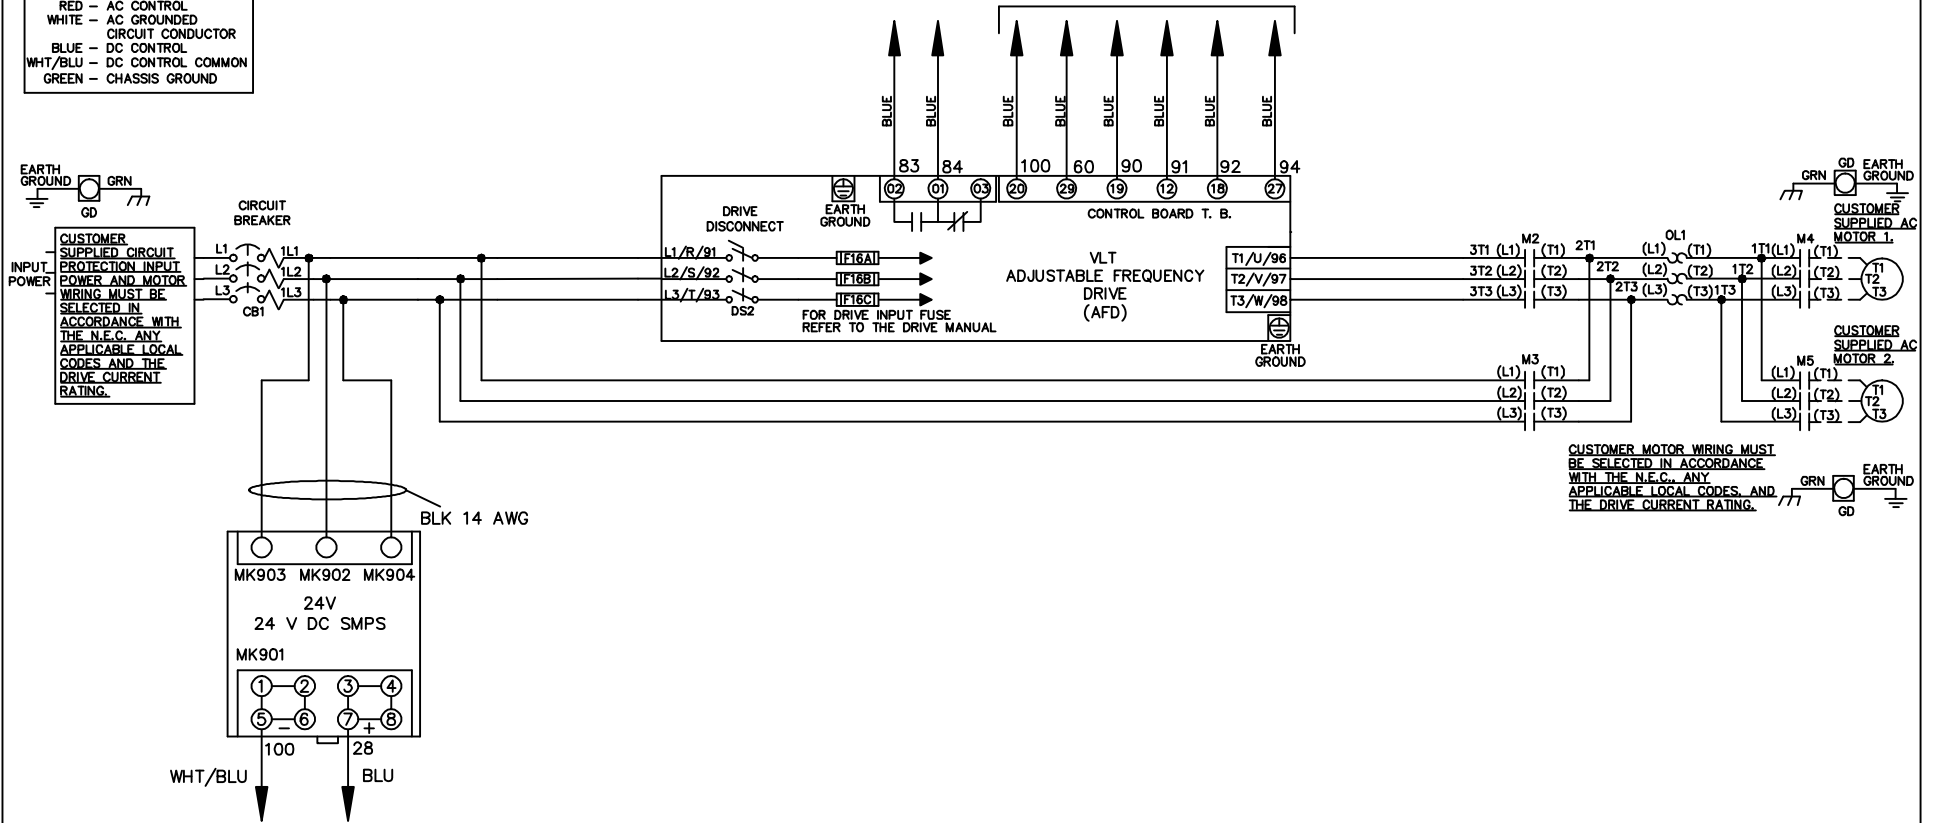 RED – AC CONTROL
WHITE – AC GROUNDED
CIRCUIT CONDUCTOR
BLUE – DC CONTROL
WHT/BLU – DC CONTROL COMMON
GREEN – CHASSIS GROUND
BLUE
BLUE
BLUE
BLUE
BLUE
BLUE
BLUE
BLUE
83
84
100
60
90
91
92
94
02
01
03
20
29
19
12
18
27
EARTH
GROUND
CONTROL BOARD T. B.
EARTH
GROUND
GRN
GD
CIRCUIT
BREAKER
L1
L2
L3
1L1
1L2
1L3
CB1
INPUT
POWER
CUSTOMER
SUPPLIED CIRCUIT
PROTECTION INPUT
POWER AND MOTOR
WIRING MUST BE
SELECTED IN
ACCORDANCE WITH
THE N.E.C. ANY
APPLICABLE LOCAL
CODES AND THE
DRIVE CURRENT
RATING.
DRIVE
DISCONNECT
L1/R/91
L2/S/92
L3/T/93
DS2
IF16A
IF16B
IF16C
FOR DRIVE INPUT FUSE
REFER TO THE DRIVE MANUAL
VLT
ADJUSTABLE FREQUENCY
DRIVE
(AFD)
T1/U/96
T2/V/97
T3/W/98
EARTH
GROUND
M2
3T1 (L1) (T1) 2T1
3T2 (L2) (T2) 2T2
3T3 (L3) (T3) 2T3
OL1
(L1) (T1) 1T1
(L2) (T2) 1T2
(L3) (T3) 1T3
M4
(L1) (T1)
(L2) (T2)
(L3) (T3)
T1
T2
T3
GD
EARTH
GROUND
GRN
CUSTOMER
SUPPLIED AC
MOTOR 1.
M3
(L1) (T1)
(L2) (T2)
(L3) (T3)
CUSTOMER
SUPPLIED AC
MOTOR 2.
M5
(L1) (T1)
(L2) (T2)
(L3) (T3)
T1
T2
T3
CUSTOMER MOTOR WIRING MUST
BE SELECTED IN ACCORDANCE
WITH THE N.E.C., ANY
APPLICABLE LOCAL CODES, AND
THE DRIVE CURRENT RATING.
GRN
EARTH
GROUND
GD
BLK 14 AWG
MK903 MK902 MK904
24V
24 V DC SMPS
MK901
1 2 3 4
5 – 6 7 + 8
100
28
WHT/BLU
BLU